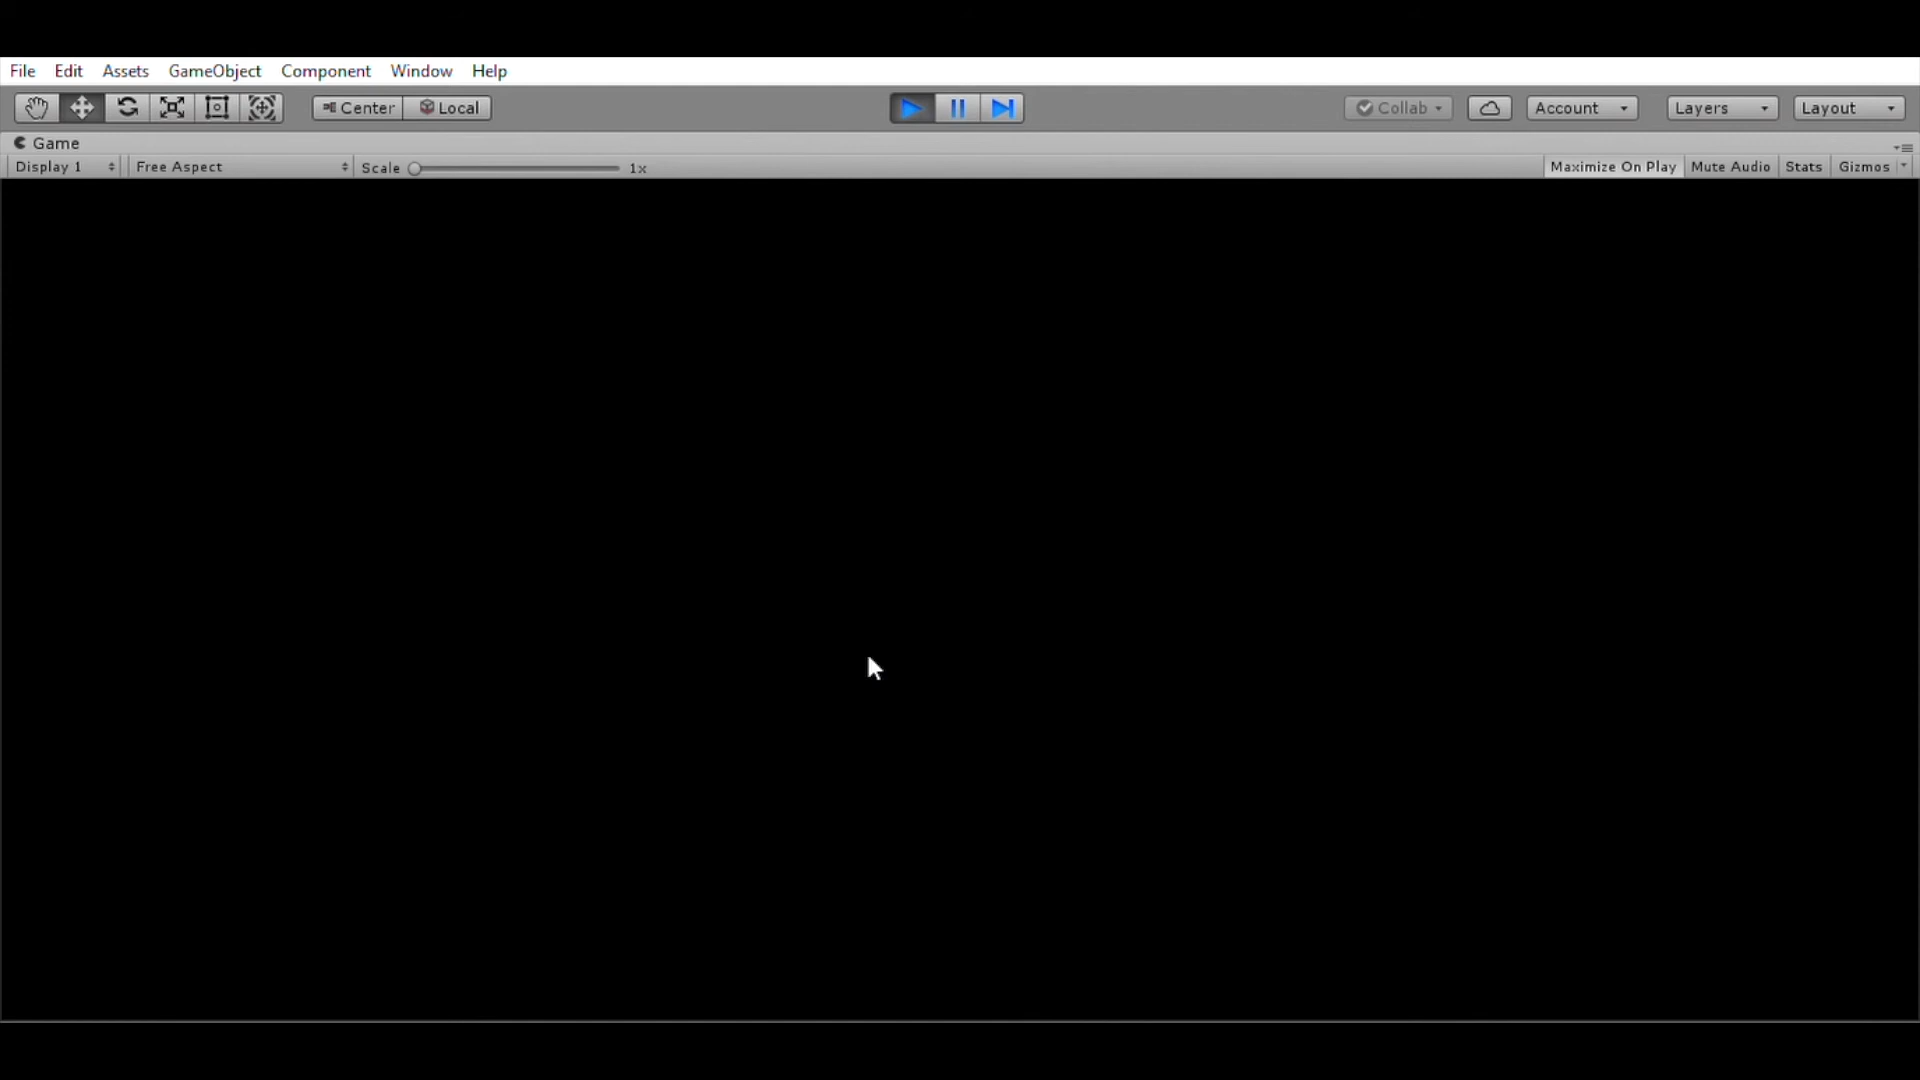 File Edit Assets GameObject Component Window Help
Center Local Collab Account Layers Layout
Game
Display 1 Free Aspect Scale 1x Maximize On Play Mute Audio Stats Gizmos